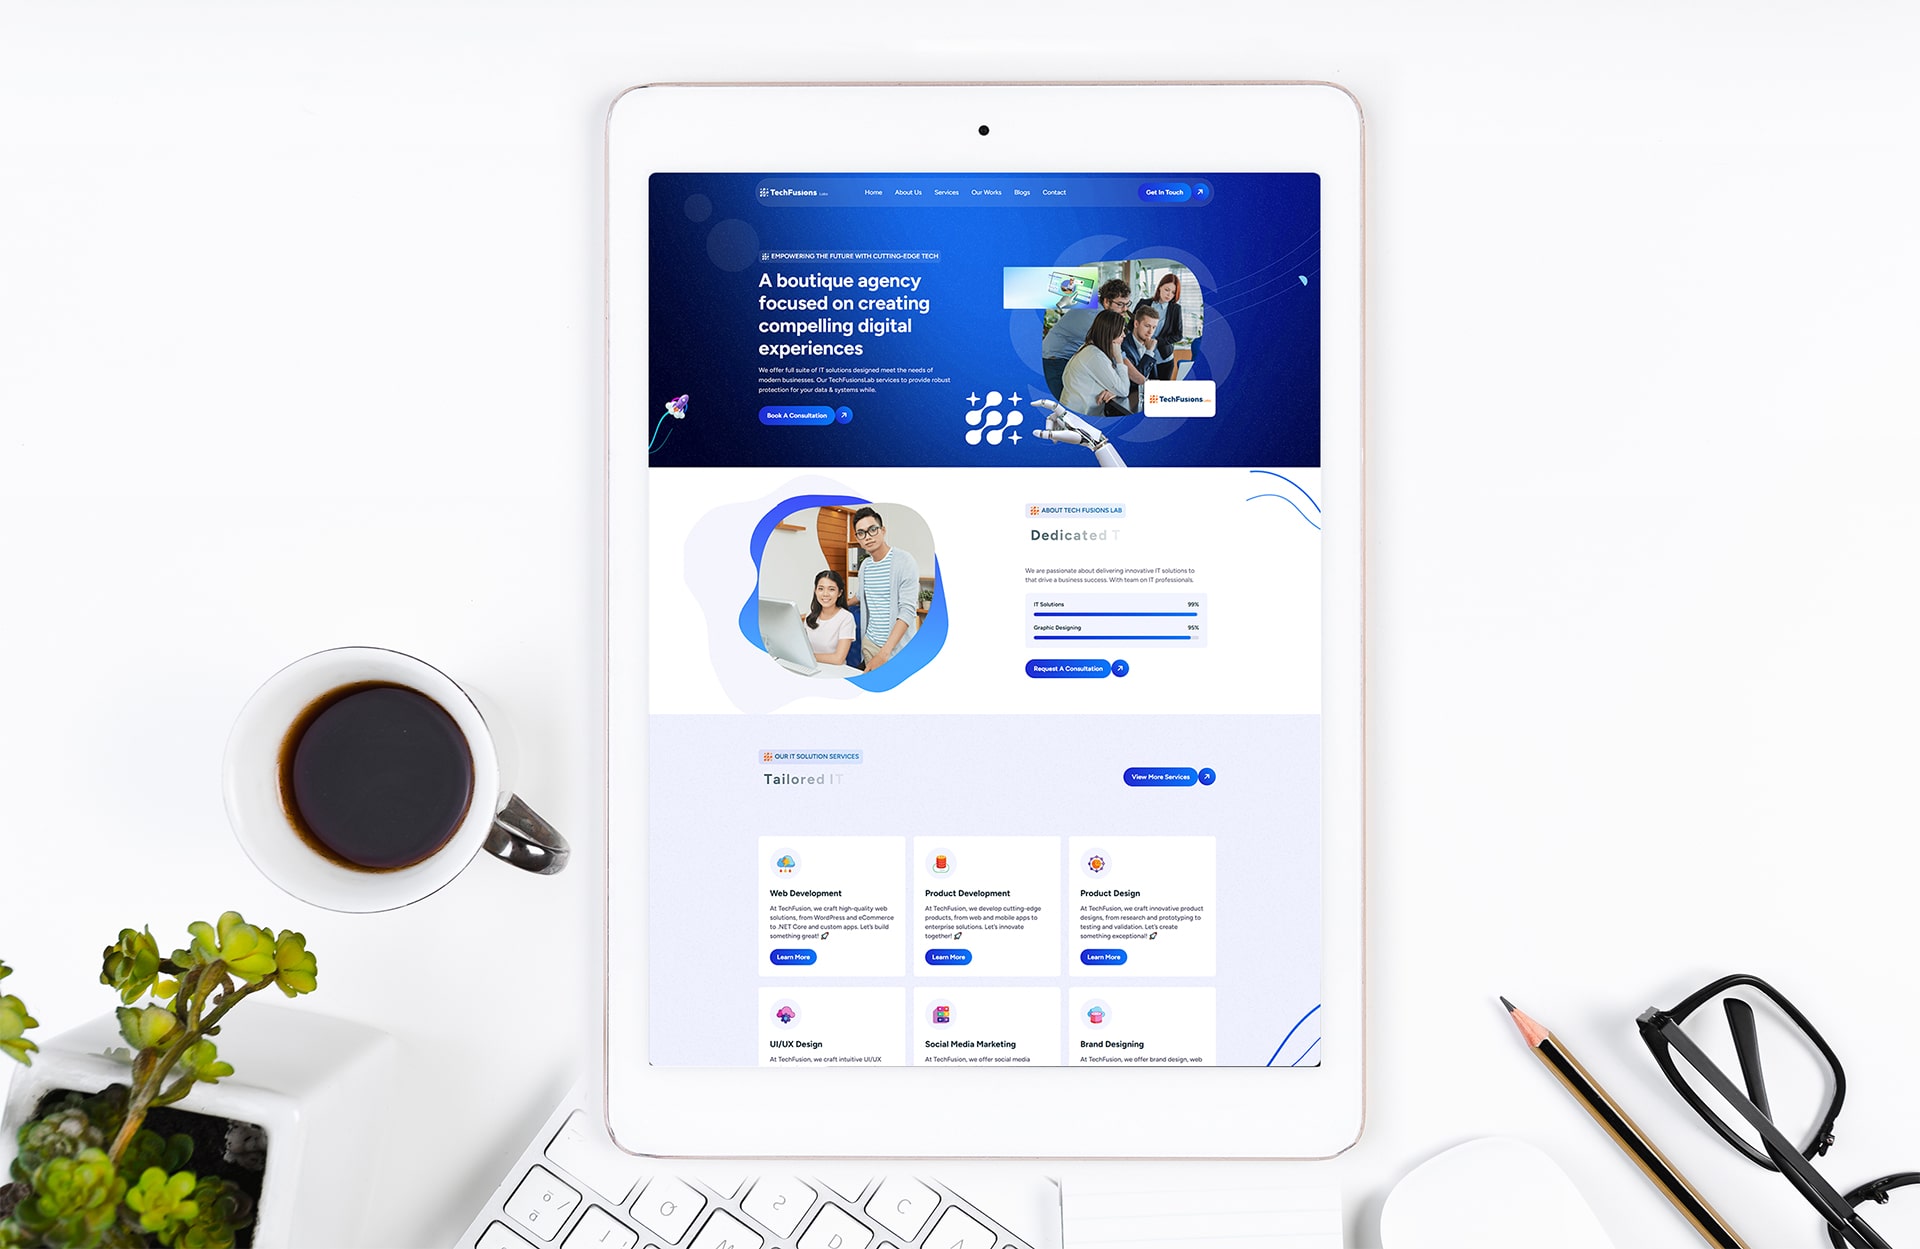 TechFusions Labs
Home About Us Services Our Works Blogs Contact
Get In Touch
EMPOWERING THE FUTURE WITH CUTTING-EDGE TECH
A boutique agency
focused on creating
compelling digital
experiences
We offer full suite of IT solutions designed meet the needs of
modern businesses. Our TechFusionsLab services to provide robust
protection for your data & systems while.
Book A Consultation
TechFusions
ABOUT TECH FUSIONS LAB
Dedicated T
We are passionate about delivering innovative IT solutions to
that drive a business success. With team on IT professionals.
IT Solutions 99%
Graphic Designing 95%
Request A Consultation
OUR IT SOLUTION SERVICES
Tailored IT
View More Services
Web Development
At TechFusion, we craft high-quality web
solutions, from WordPress and eCommerce
to .NET Core and custom apps. Let's build
something great! 🚀
Learn More
Product Development
At TechFusion, we develop cutting-edge
products, from web and mobile apps to
enterprise solutions. Let's innovate
together! 🚀
Learn More
Product Design
At TechFusion, we craft innovative product
designs, from research and prototyping to
testing and validation. Let's create
something exceptional! 🚀
Learn More
UI/UX Design
At TechFusion, we craft intuitive UI/UX
Social Media Marketing
At TechFusion, we offer social media
Brand Designing
At TechFusion, we offer brand design, web